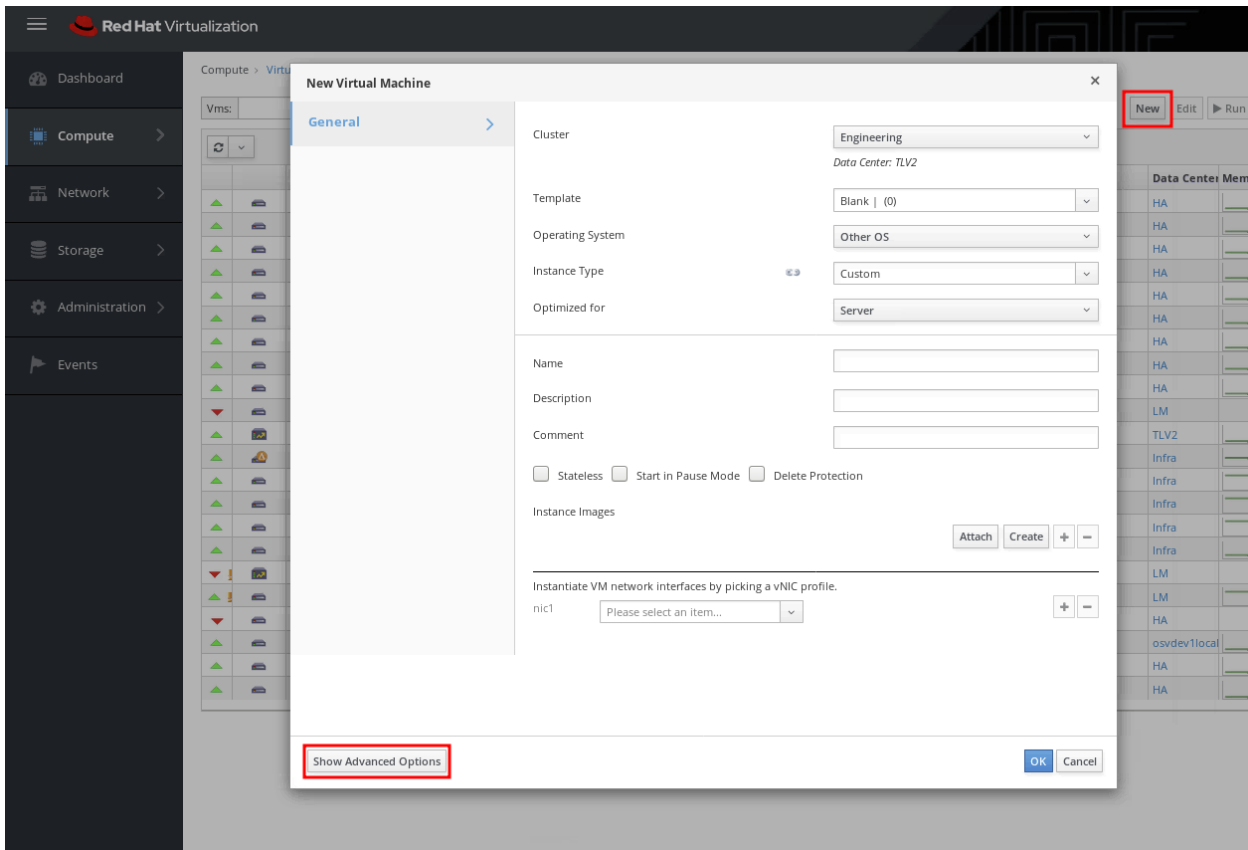 Red Hat Virtualization
Dashboard
Compute
Network
Storage
Administration
Events
Compute > Virtu
Vms:
New Edit Run
Data Center Mem
HA
HA
HA
HA
HA
HA
HA
HA
HA
LM
TLV2
Infra
Infra
Infra
Infra
Infra
LM
LM
HA
osvdev1local
HA
HA
New Virtual Machine ×
General
Cluster Engineering
Data Center: TLV2
Template Blank | (0)
Operating System Other OS
Instance Type Custom
Optimized for Server
Name
Description
Comment
Stateless Start in Pause Mode Delete Protection
Instance Images
Attach Create + −
Instantiate VM network interfaces by picking a vNIC profile.
nic1 Please select an item... + −
Show Advanced Options OK Cancel